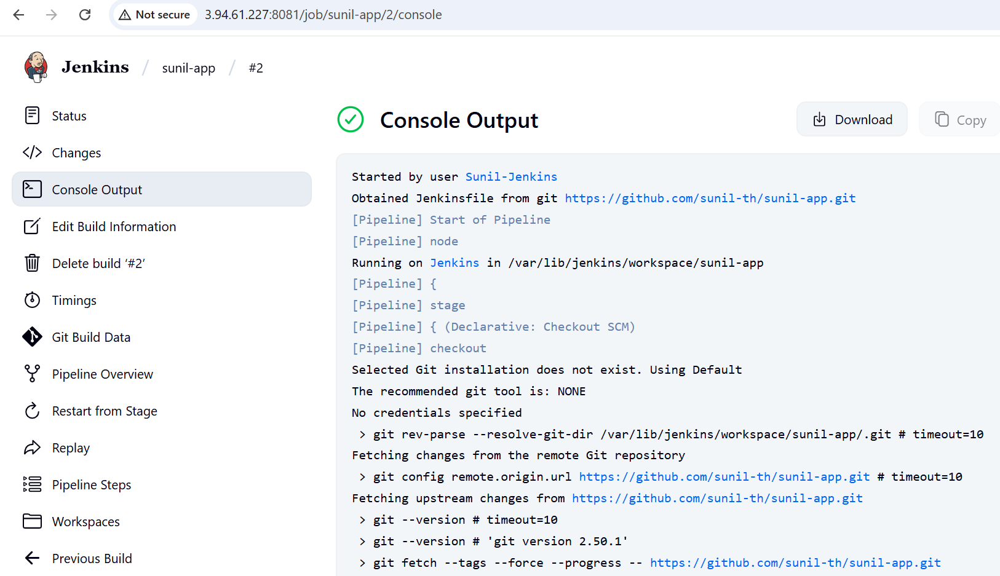 Not secure 3.94.61.227:8081/job/sunil-app/2/console
Jenkins / sunil-app / #2
Status
Changes
Console Output
Edit Build Information
Delete build ‘#2’
Timings
Git Build Data
Pipeline Overview
Restart from Stage
Replay
Pipeline Steps
Workspaces
Previous Build
Console Output
Download
Copy
Started by user Sunil-Jenkins
Obtained Jenkinsfile from git https://github.com/sunil-th/sunil-app.git
[Pipeline] Start of Pipeline
[Pipeline] node
Running on Jenkins in /var/lib/jenkins/workspace/sunil-app
[Pipeline] {
[Pipeline] stage
[Pipeline] { (Declarative: Checkout SCM)
[Pipeline] checkout
Selected Git installation does not exist. Using Default
The recommended git tool is: NONE
No credentials specified
 > git rev-parse --resolve-git-dir /var/lib/jenkins/workspace/sunil-app/.git # timeout=10
Fetching changes from the remote Git repository
 > git config remote.origin.url https://github.com/sunil-th/sunil-app.git # timeout=10
Fetching upstream changes from https://github.com/sunil-th/sunil-app.git
 > git --version # timeout=10
 > git --version # 'git version 2.50.1'
 > git fetch --tags --force --progress -- https://github.com/sunil-th/sunil-app.git